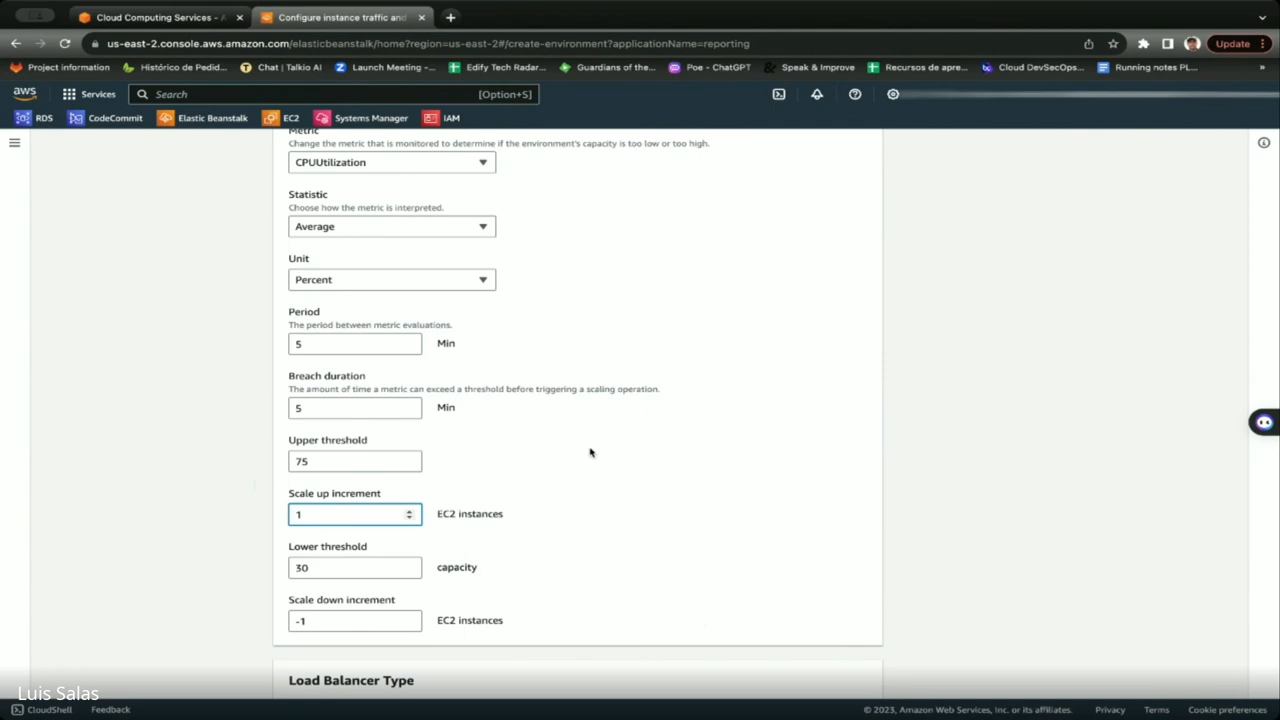 Cloud Computing Services - A
Configure instance traffic and
us-east-2.console.aws.amazon.com/elasticbeanstalk/home?region=us-east-2#/create-environment?applicationName=reporting
Update
Project information
Histórico de Pedid...
Chat | Talkio AI
Launch Meeting -...
Edify Tech Radar...
Guardians of the...
Poe - ChatGPT
Speak & Improve
Recursos de apre...
Cloud DevSecOps...
Running notes PL...
»
aws
Services
Search
[Option+S]
RDS
CodeCommit
Elastic Beanstalk
EC2
Systems Manager
IAM
Metric
Change the metric that is monitored to determine if the environment's capacity is too low or too high.
CPUUtilization
Statistic
Choose how the metric is interpreted.
Average
Unit
Percent
Period
The period between metric evaluations.
5 Min
Breach duration
The amount of time a metric can exceed a threshold before triggering a scaling operation.
5 Min
Upper threshold
75
Scale up increment
1 EC2 instances
Lower threshold
30 capacity
Scale down increment
-1 EC2 instances
Load Balancer Type
Luis Salas
CloudShell
Feedback
© 2023, Amazon Web Services, Inc. or its affiliates.
Privacy
Terms
Cookie preferences